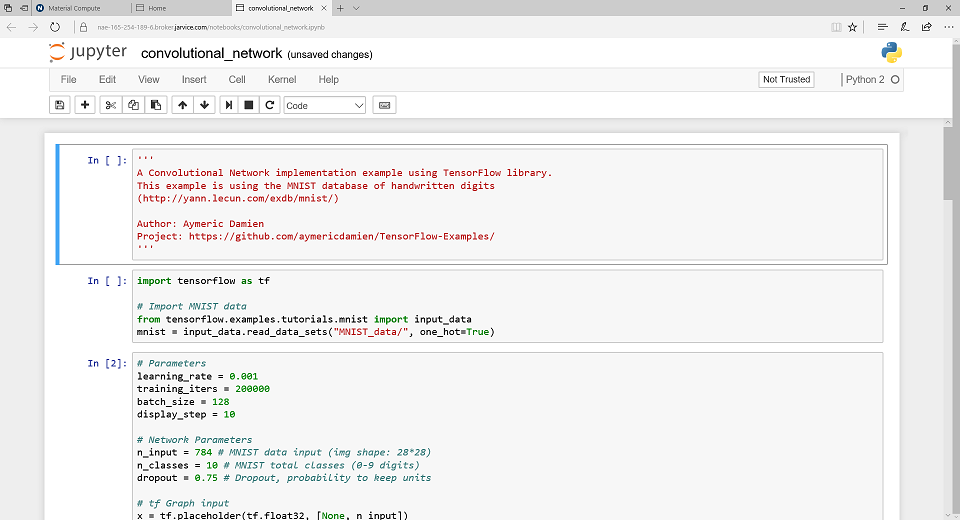 Material Compute
Home
convolutional_network
nae-165-254-189-6.broker.jarvice.com/notebooks/convolutional_network.ipynb
jupyter convolutional_network (unsaved changes)
File Edit View Insert Cell Kernel Help Not Trusted Python 2
Code
In [ ]: '''
A Convolutional Network implementation example using TensorFlow library.
This example is using the MNIST database of handwritten digits
(http://yann.lecun.com/exdb/mnist/)
Author: Aymeric Damien
Project: https://github.com/aymericdamien/TensorFlow-Examples/
'''
In [ ]: import tensorflow as tf
# Import MNIST data
from tensorflow.examples.tutorials.mnist import input_data
mnist = input_data.read_data_sets("MNIST_data/", one_hot=True)
In [2]: # Parameters
learning_rate = 0.001
training_iters = 200000
batch_size = 128
display_step = 10
# Network Parameters
n_input = 784 # MNIST data input (img shape: 28*28)
n_classes = 10 # MNIST total classes (0-9 digits)
dropout = 0.75 # Dropout, probability to keep units
# tf Graph input
x = tf.placeholder(tf.float32, [None, n_input])